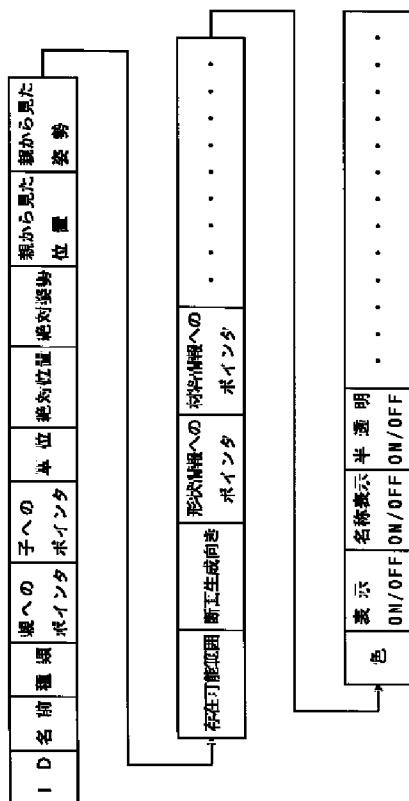 ＩＤ
名前
種類
親への
ポインタ
子への
ポインタ
単位
絶対位置
絶対姿勢
親から見た
位置
親から見た
姿勢
存在可能範囲
断面生成向き
形状情報への
ポインタ
材料情報への
ポインタ
・・・・・・・・・
色
表示
ON/OFF
名称表示
ON/OFF
半透明
ON/OFF
・・・・・・・・・・・・